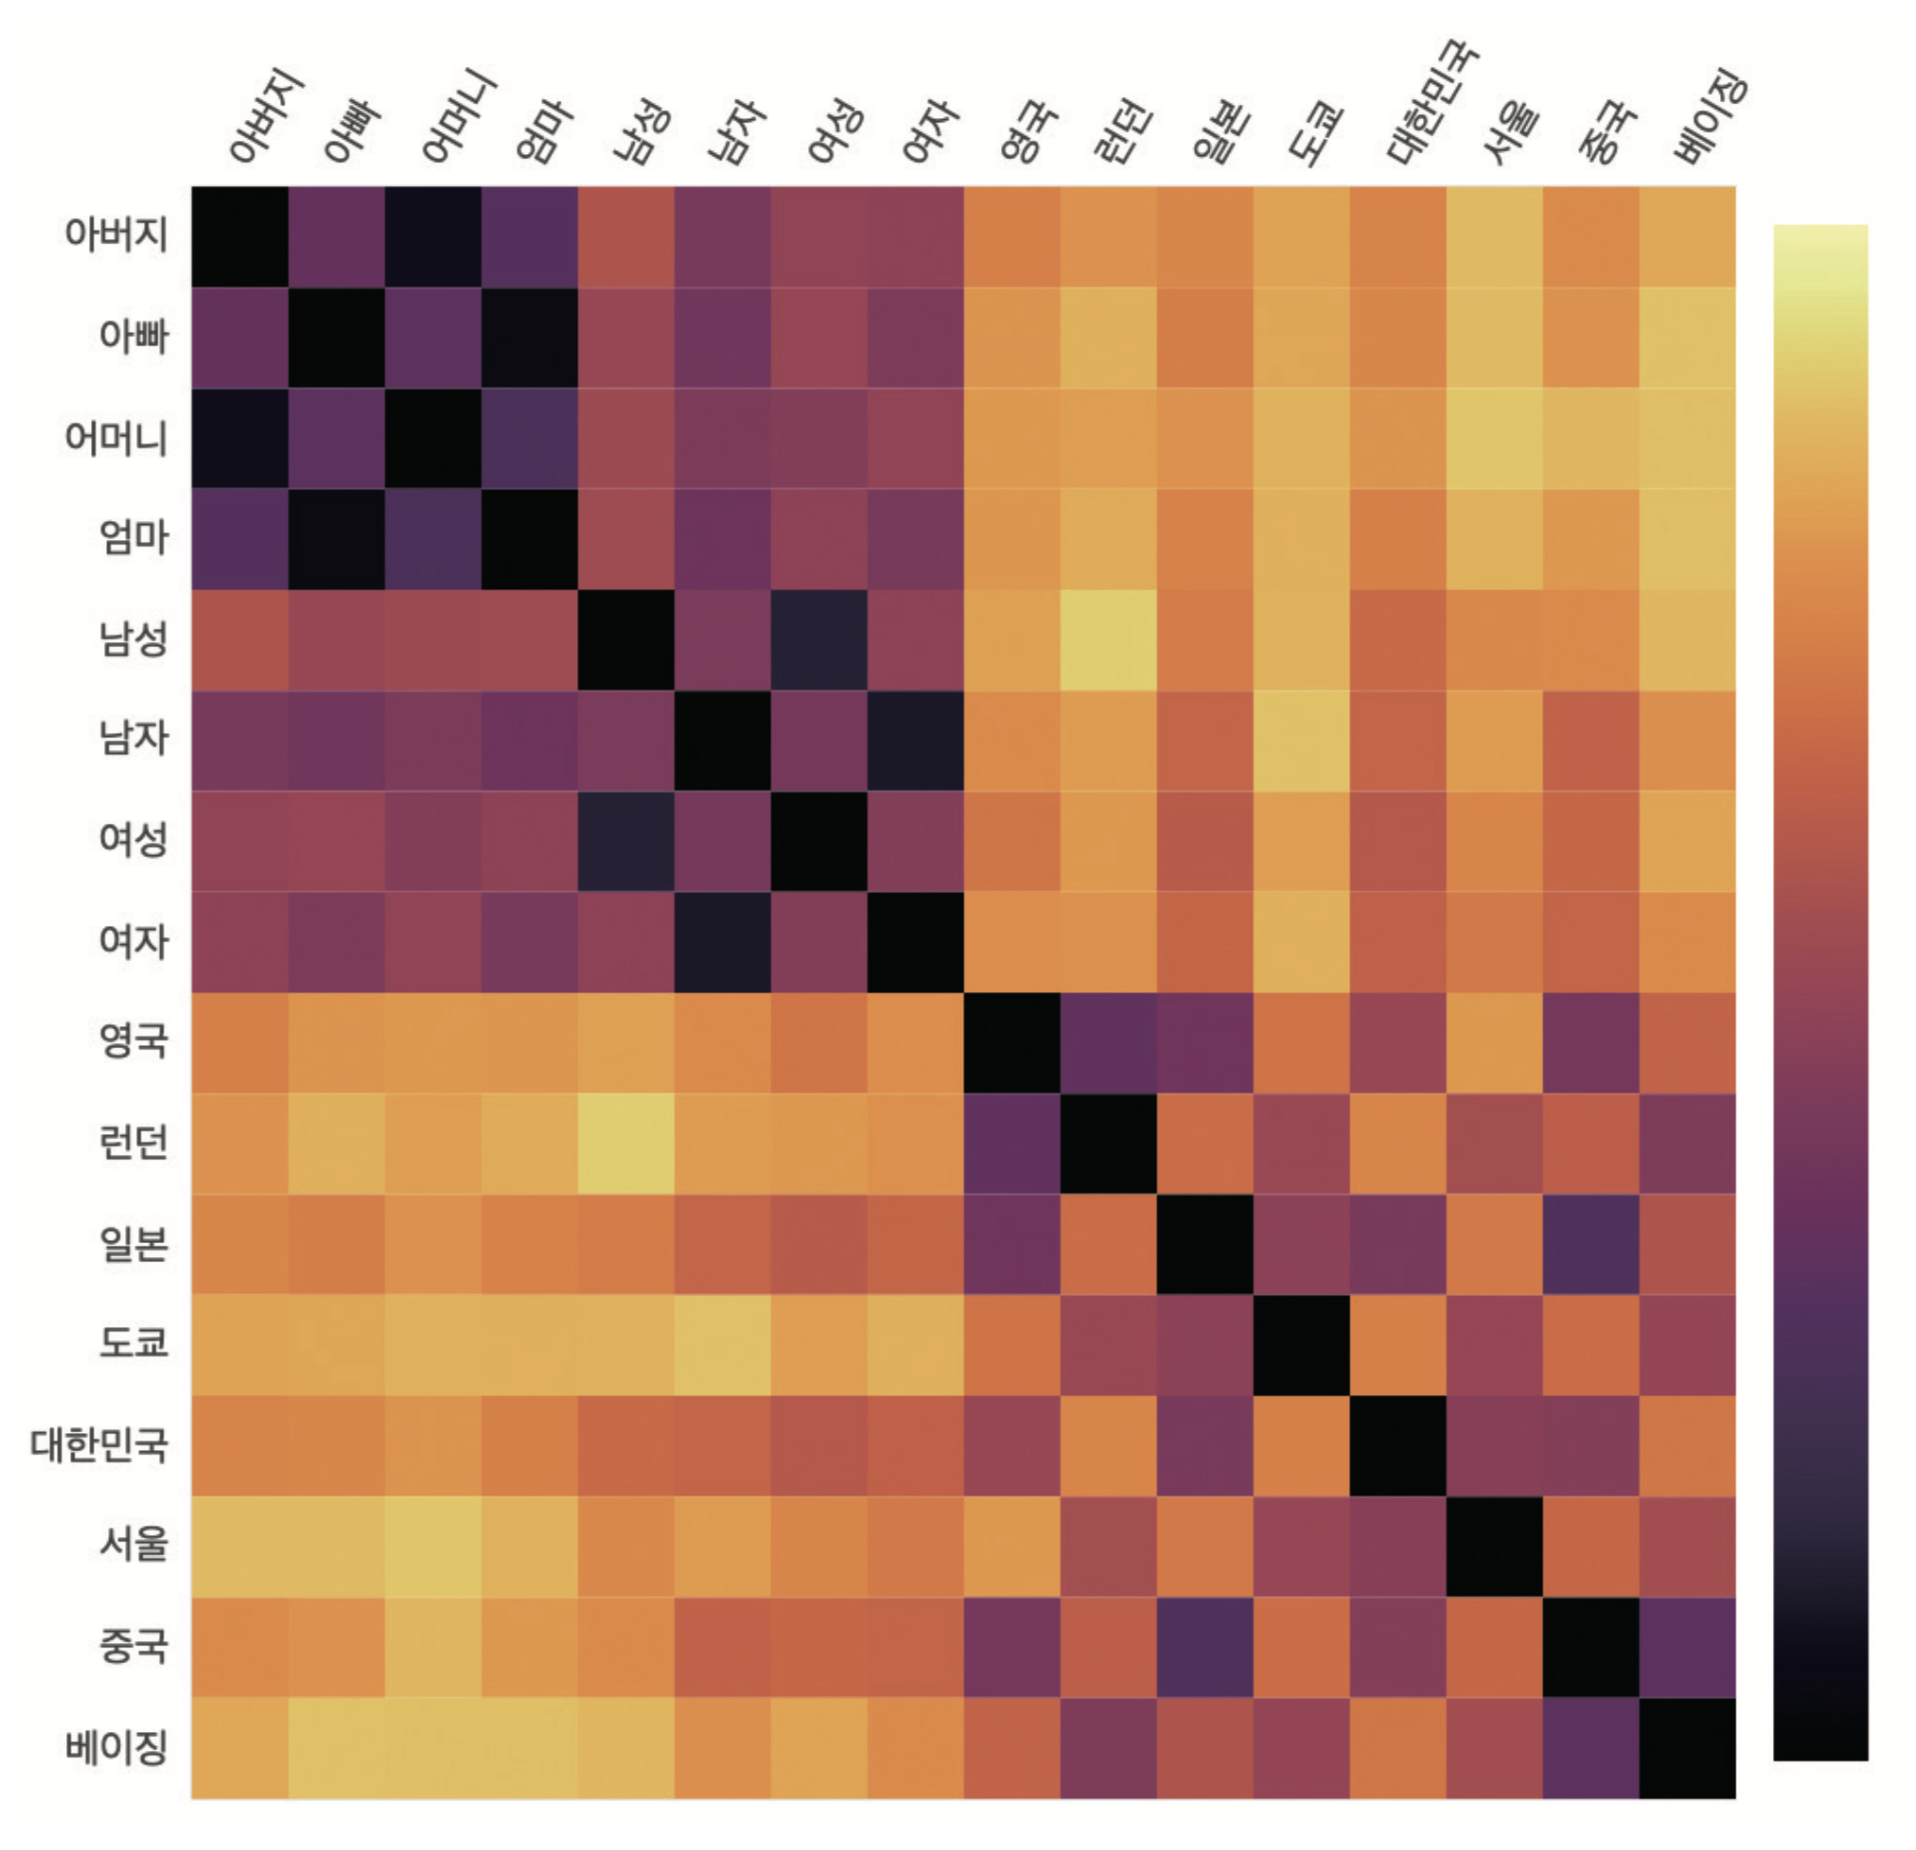 아버지
아빠
어머니
엄마
남성
남자
여성
여자
영국
런던
일본
도쿄
대한민국
서울
중국
베이징
아버지
아빠
어머니
엄마
남성
남자
여성
여자
영국
런던
일본
도쿄
대한민국
서울
중국
베이징